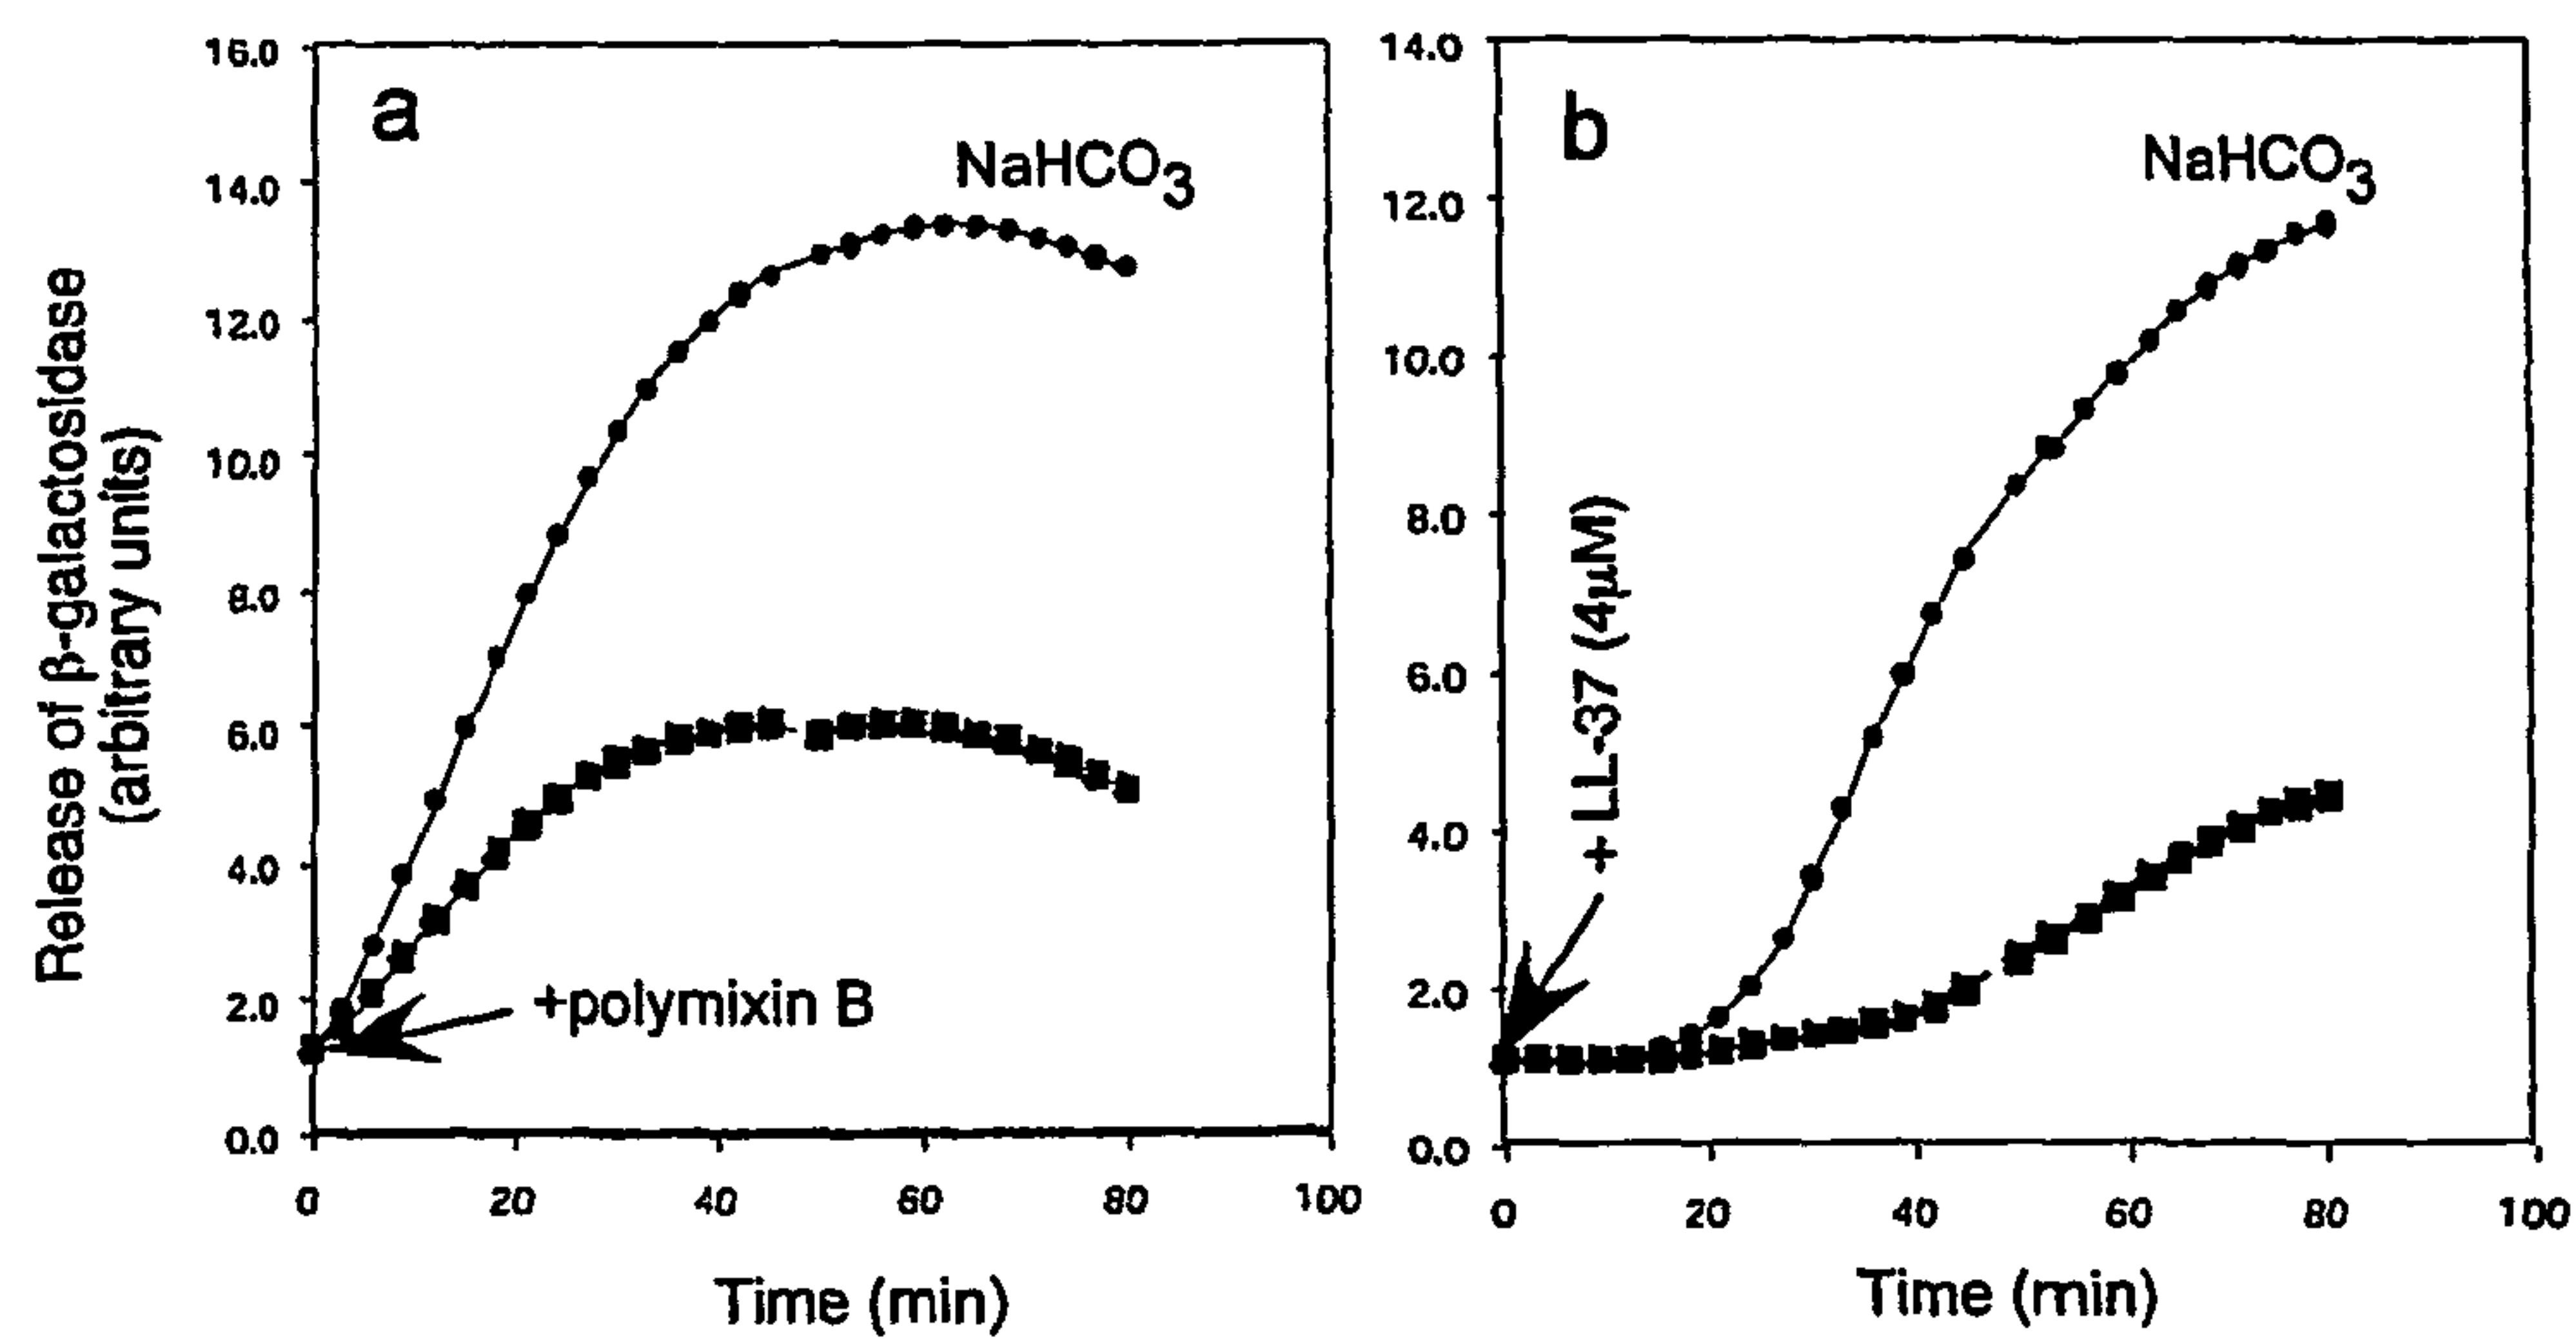 Release of β-galactosidase
(arbitrary units)
a
NaHCO3
16.0
14.0
12.0
10.0
8.0
6.0
4.0
2.0
0.0
+polymixin B
0 20 40 60 80 100
Time (min)
b
NaHCO3
14.0
12.0
10.0
8.0
6.0
4.0
2.0
0.0
+ LL-37 (4μM)
0 20 40 60 80 100
Time (min)